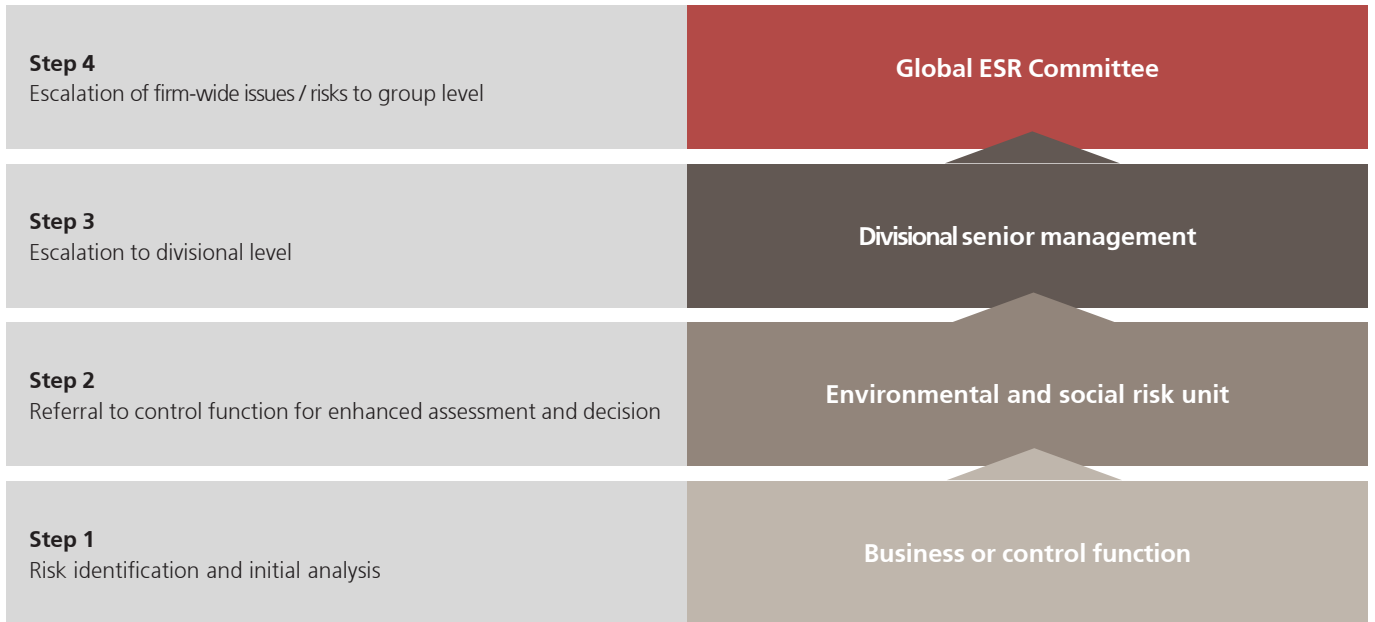 Step 4
Escalation of firm-wide issues / risks to group level
Global ESR Committee
Step 3
Escalation to divisional level
Divisional senior management
Step 2
Referral to control function for enhanced assessment and decision
Environmental and social risk unit
Step 1
Risk identification and initial analysis
Business or control function